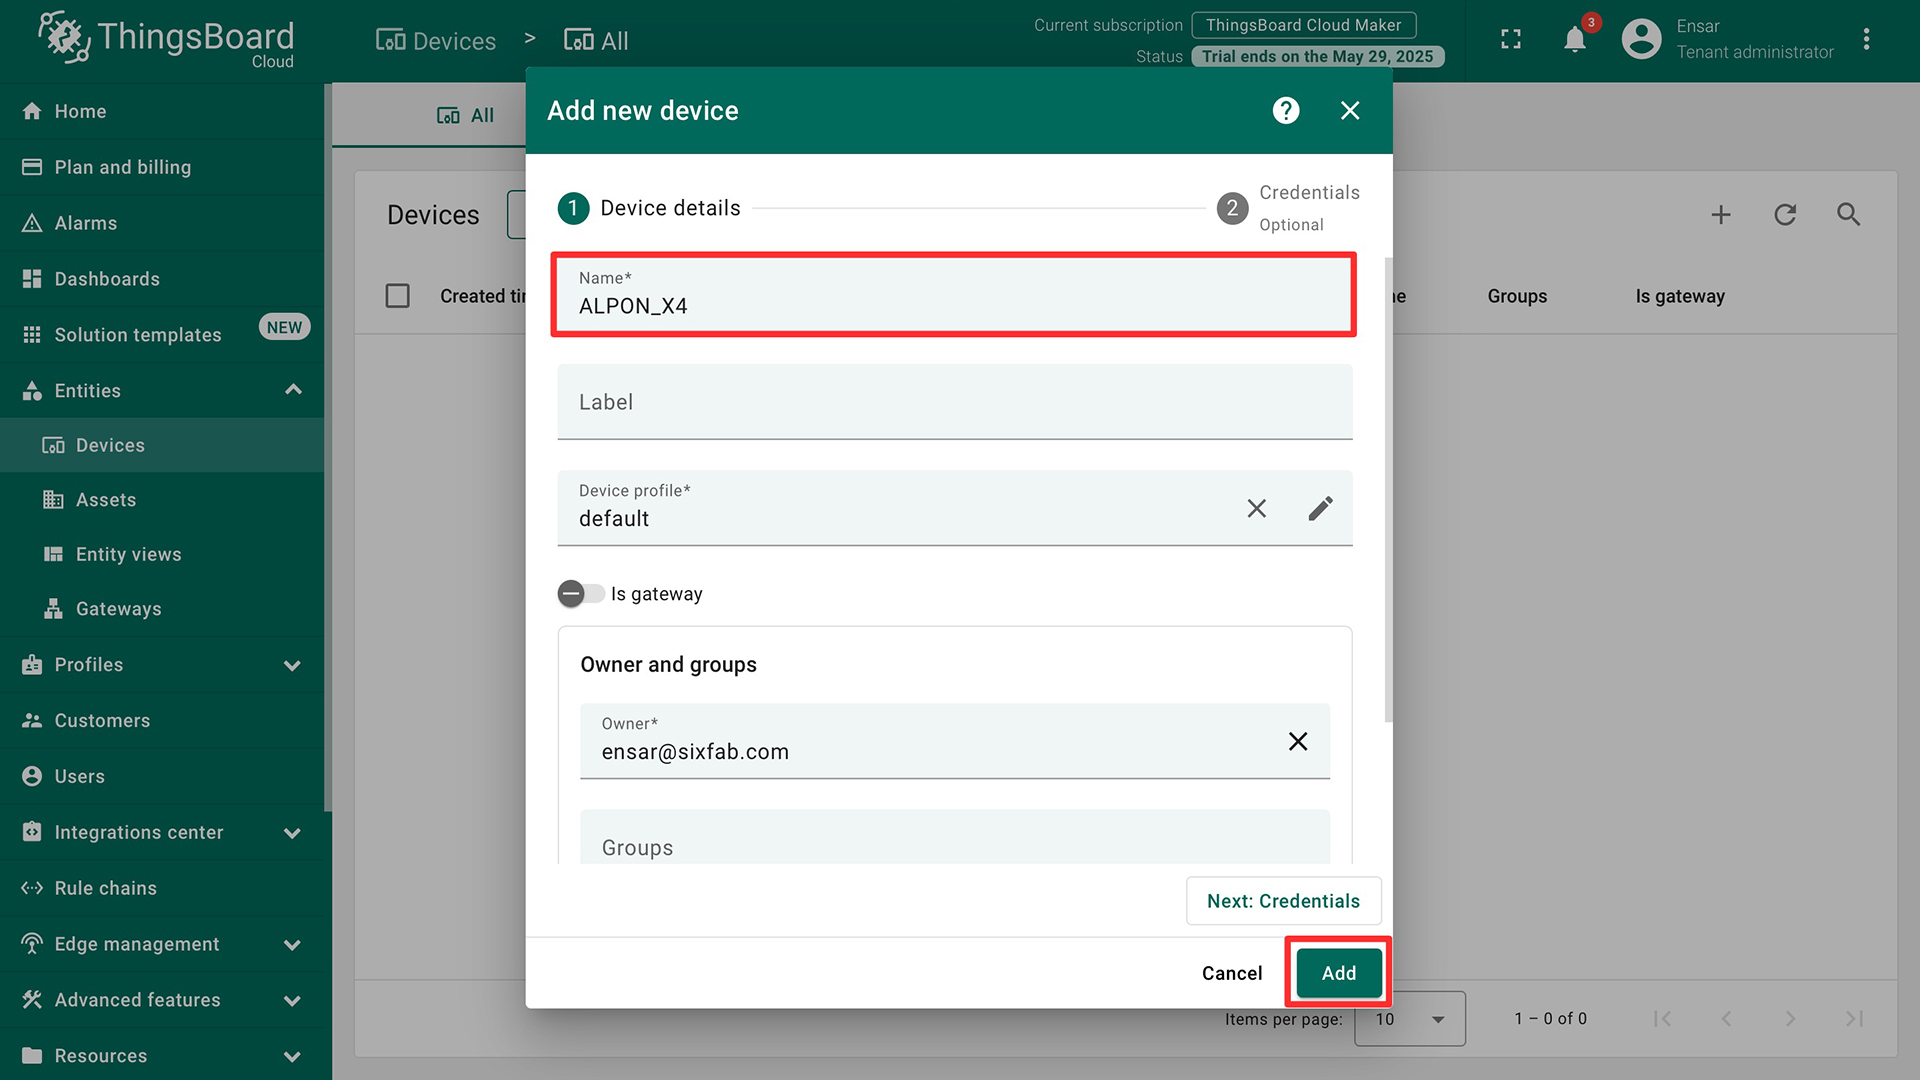 ThingsBoard
Cloud
Devices > All
Current subscription ThingsBoard Cloud Maker
Status Trial ends on the May 29, 2025
3
Ensar
Tenant administrator
Home
Plan and billing
Alarms
Dashboards
Solution templates NEW
Entities
Devices
Assets
Entity views
Gateways
Profiles
Customers
Users
Integrations center
Rule chains
Edge management
Advanced features
Resources
All
Devices
Groups
Is gateway
Add new device
?
1 Device details
2 Credentials
Optional
Name*
ALPON_X4
Label
Device profile*
default
Is gateway
Owner and groups
Owner*
ensar@sixfab.com
Groups
Next: Credentials
Cancel
Add
Items per page: 10
1 – 0 of 0